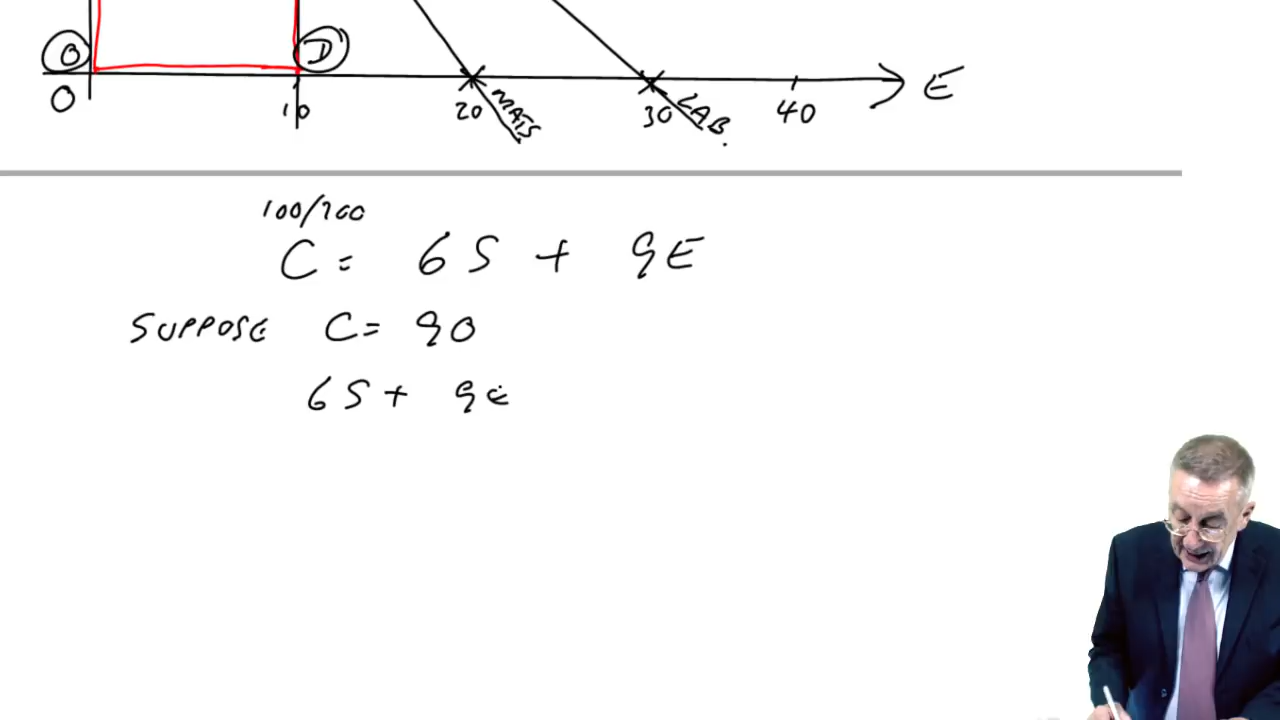 O D
0 10 20 30 40 E
MATS LAB.
100/200
C = 6S + 9E
SUPPOSE C = 90
6S + 9E